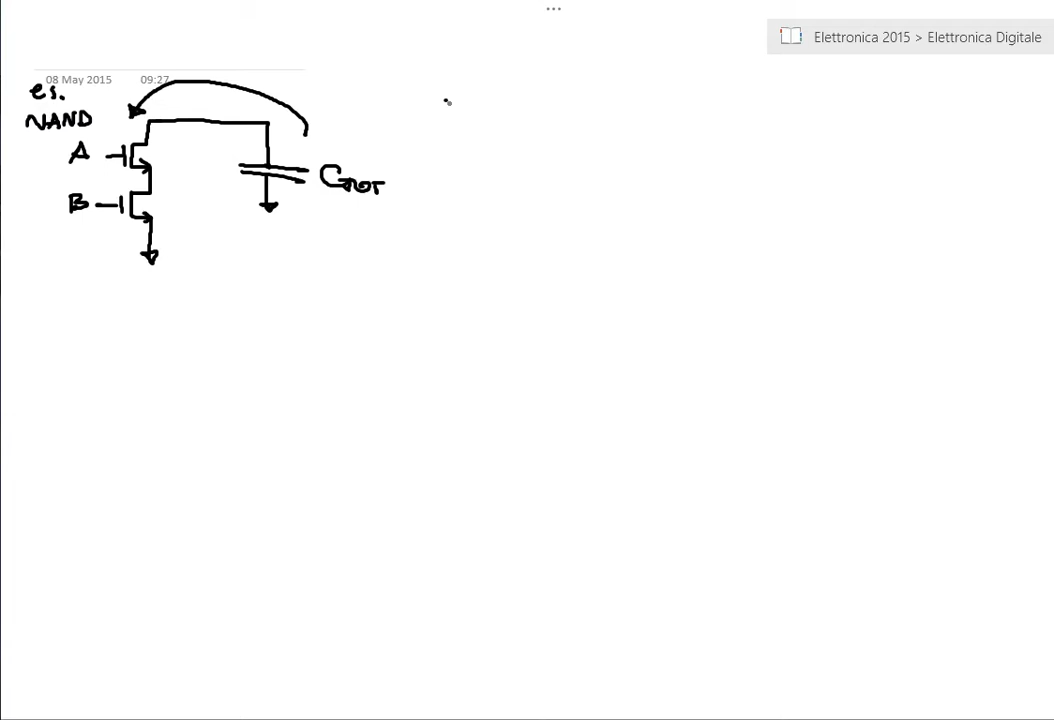 Elettronica 2015 > Elettronica Digitale
08 May 2015 09:27
es.
NAND
A
B
CTOT